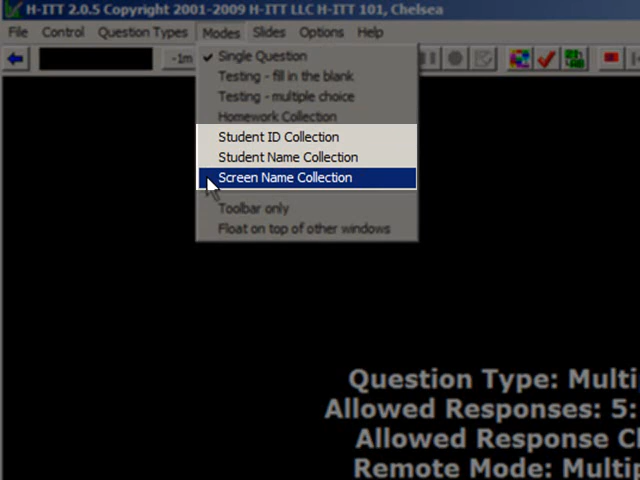 H-ITT 2.0.5 Copyright 2001-2009 H-ITT LLC H-ITT 101, Chelsea
File Control Question Types Modes Slides Options Help
-1m
Single Question
Testing - fill in the blank
Testing - multiple choice
Homework Collection
Student ID Collection
Student Name Collection
Screen Name Collection
Toolbar only
Float on top of other windows
Question Type: Multi
Allowed Responses: 5:
Allowed Response Cl
Remote Mode: Multip